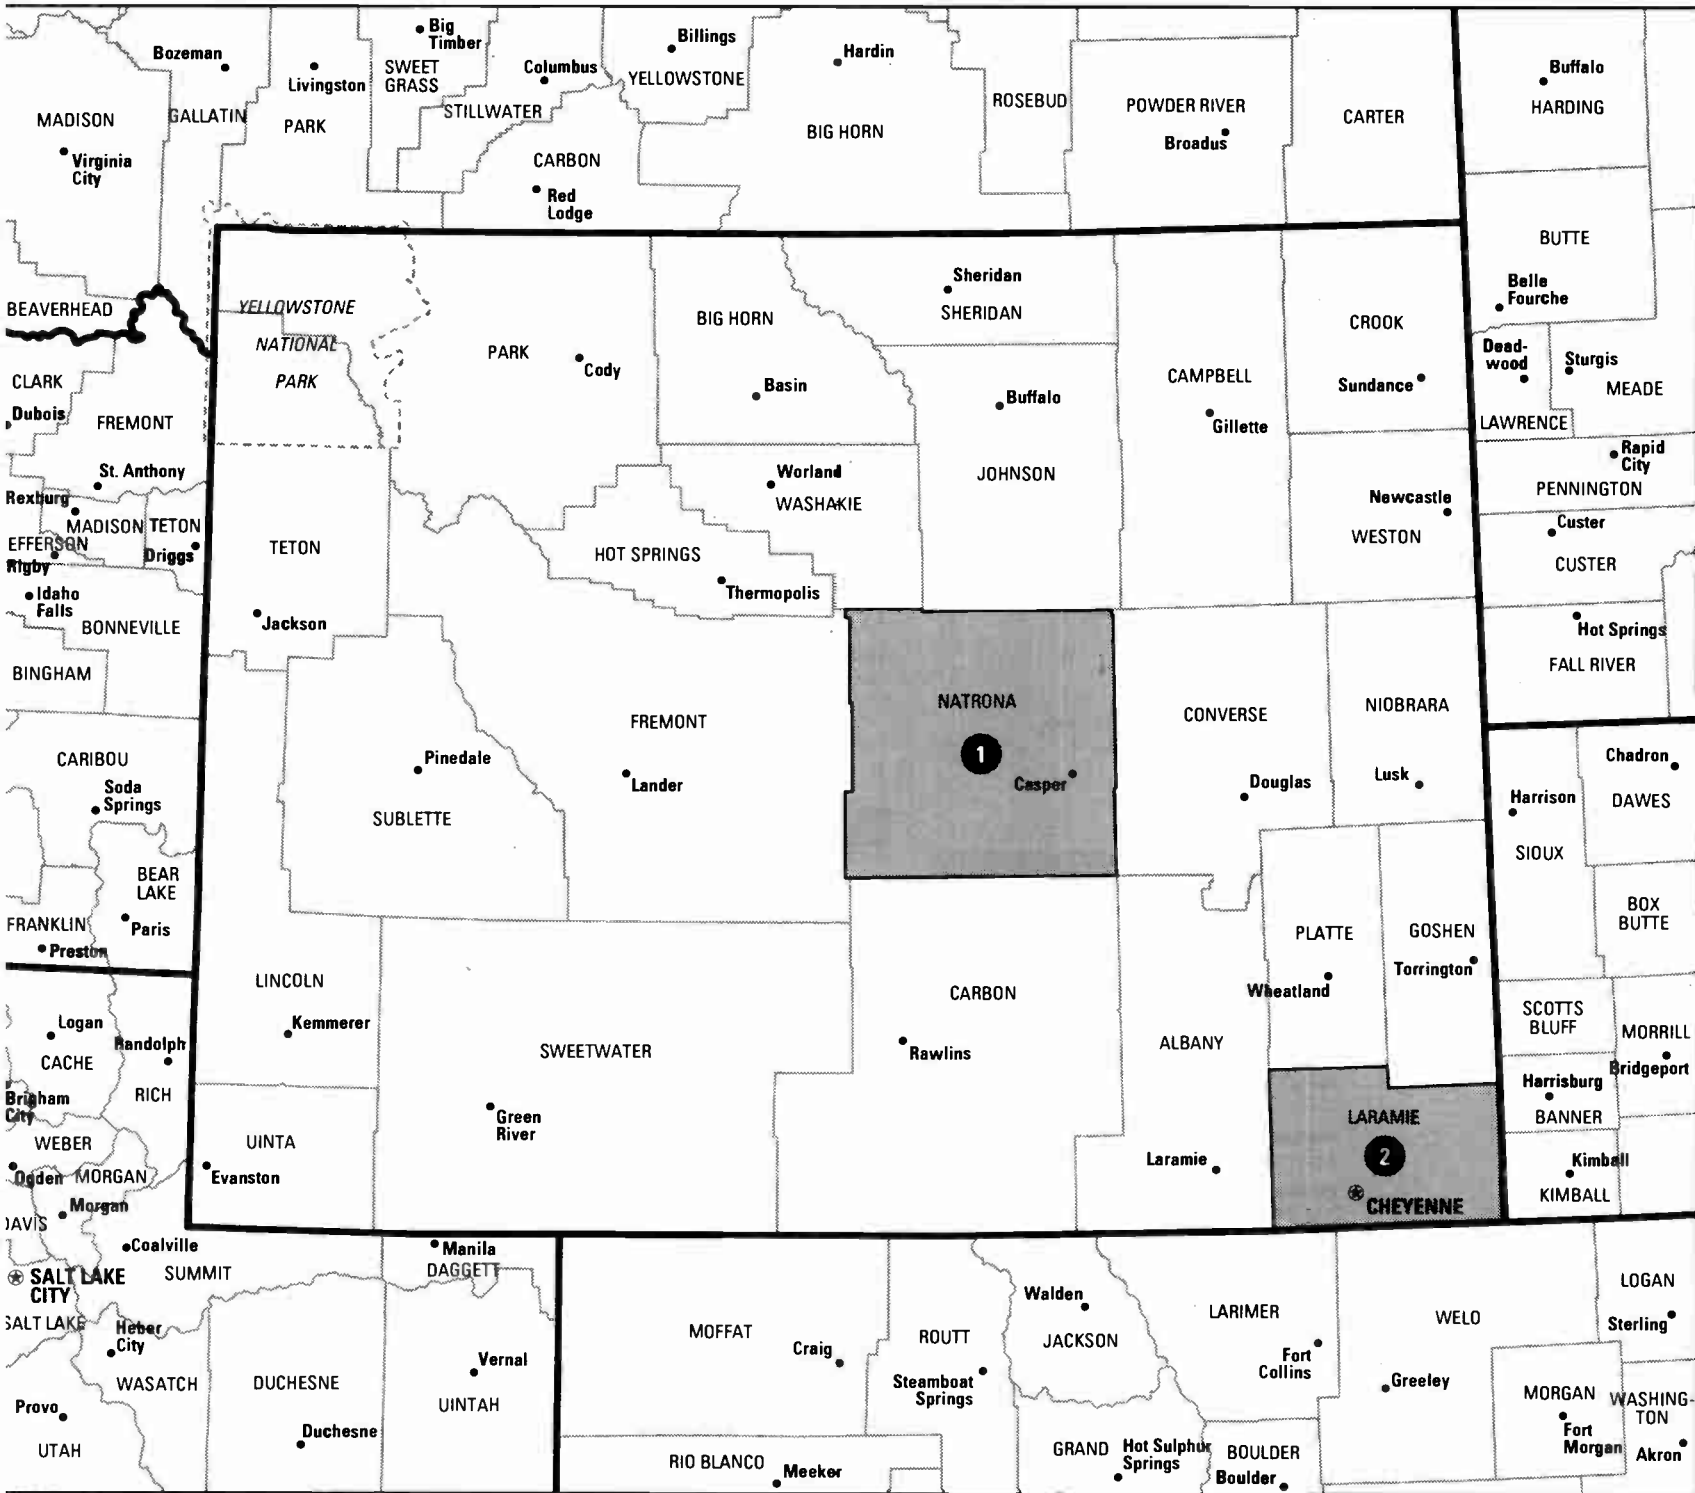 Big
Timber
Billings
Hardin
Bozeman
Livingston
SWEET
GRASS
Columbus
YELLOWSTONE
Buffalo
HARDING
MADISON
GALLATIN
PARK
STILLWATER
BIG HORN
ROSEBUD
POWDER RIVER
Broadus
CARTER
Virginia
City
CARBON
Red
Lodge
BUTTE
Belle
Fourche
BEAVERHEAD
YELLOWSTONE
NATIONAL
PARK
PARK
Cody
BIG HORN
Basin
Sheridan
SHERIDAN
Buffalo
CAMPBELL
Gillette
CROOK
Sundance
Dead-
wood
Sturgis
MEADE
LAWRENCE
CLARK
Dubois
FREMONT
St. Anthony
Rexburg
MADISON
TETON
Driggs
EFFERSON
Rigby
Idaho
Falls
BONNEVILLE
BINGHAM
TETON
Jackson
Worland
WASHAKIE
HOT SPRINGS
Thermopolis
JOHNSON
Newcastle
WESTON
Rapid
City
PENNINGTON
Custer
CUSTER
Hot Springs
FALL RIVER
CARIBOU
Soda
Springs
BEAR
LAKE
Paris
FRANKLIN
Preston
Pinedale
SUBLETTE
FREMONT
Lander
NATRONA
1
Casper
CONVERSE
Douglas
NIOBRARA
Lusk
Chadron
DAWES
Harrison
SIOUX
BOX
BUTTE
LINCOLN
Kemmerer
SWEETWATER
Green
River
CARBON
Rawlins
ALBANY
Laramie
PLATTE
Wheatland
GOSHEN
Torrington
SCOTTS
BLUFF
MORRILL
Bridgeport
Harrisburg
BANNER
Kimball
KIMBALL
Logan
CACHE
Randolph
RICH
Brigham
City
WEBER
Ogden
MORGAN
Morgan
DAVIS
UINTA
Evanston
LARAMIE
2
CHEYENNE
Coalville
SUMMIT
SALT LAKE
CITY
SALT LAKE
Heber
City
WASATCH
Provo
UTAH
Manila
DAGGETT
DUCHESNE
Duchesne
Vernal
UINTAH
MOFFAT
Craig
RIO BLANCO
Meeker
ROUTT
Steamboat
Springs
Walden
JACKSON
GRAND
Hot Sulphur
Springs
LARIMER
Fort
Collins
BOULDER
Boulder
WELO
Greeley
LOGAN
Sterling
MORGAN
Fort
Morgan
WASHING-
TON
Akron